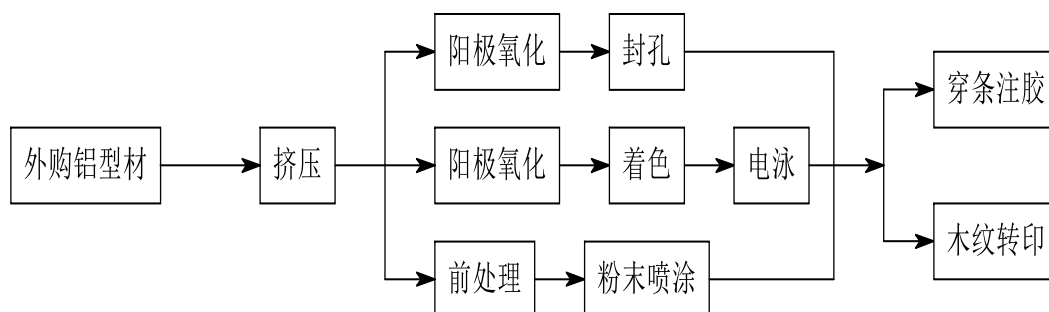 外购铝型材
挤压
阳极氧化
封孔
阳极氧化
着色
电泳
前处理
粉末喷涂
穿条注胶
木纹转印